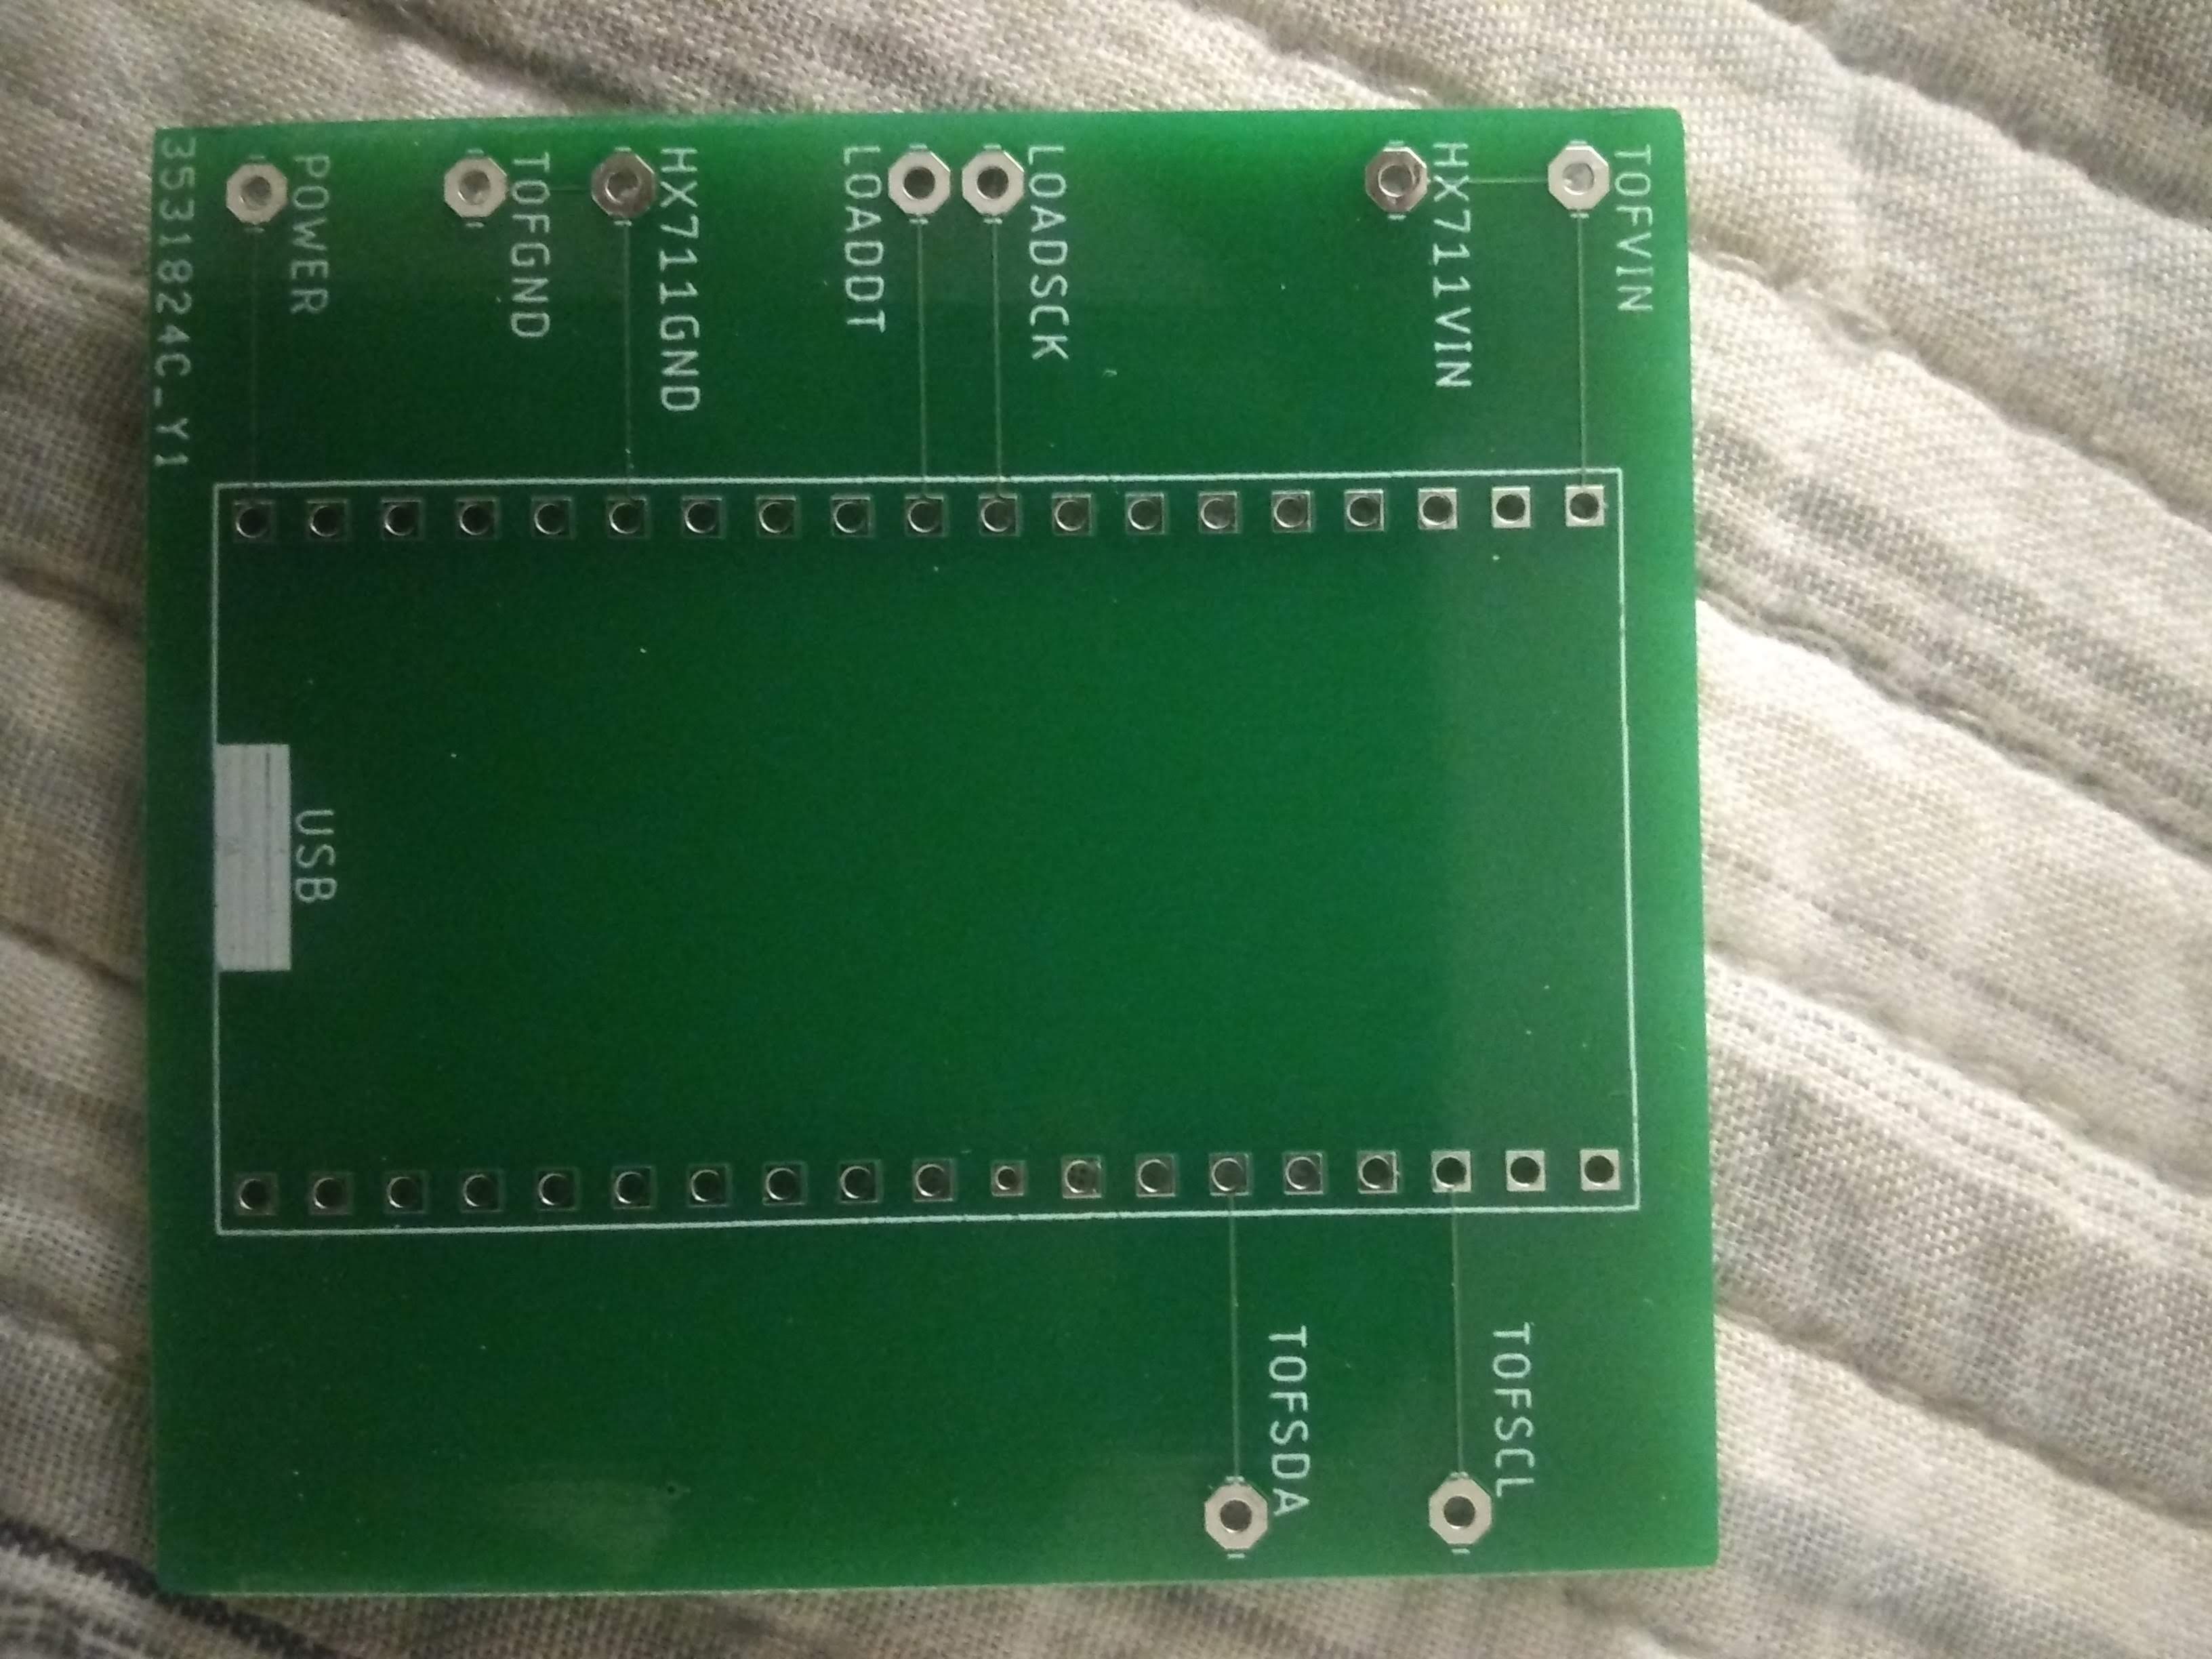 3531824C_Y1
POWER
TOFGND
HX711GND
LOADDT
LOADSCK
HX711VIN
TOFVIN
USB
TOFSDA
TOFSCL